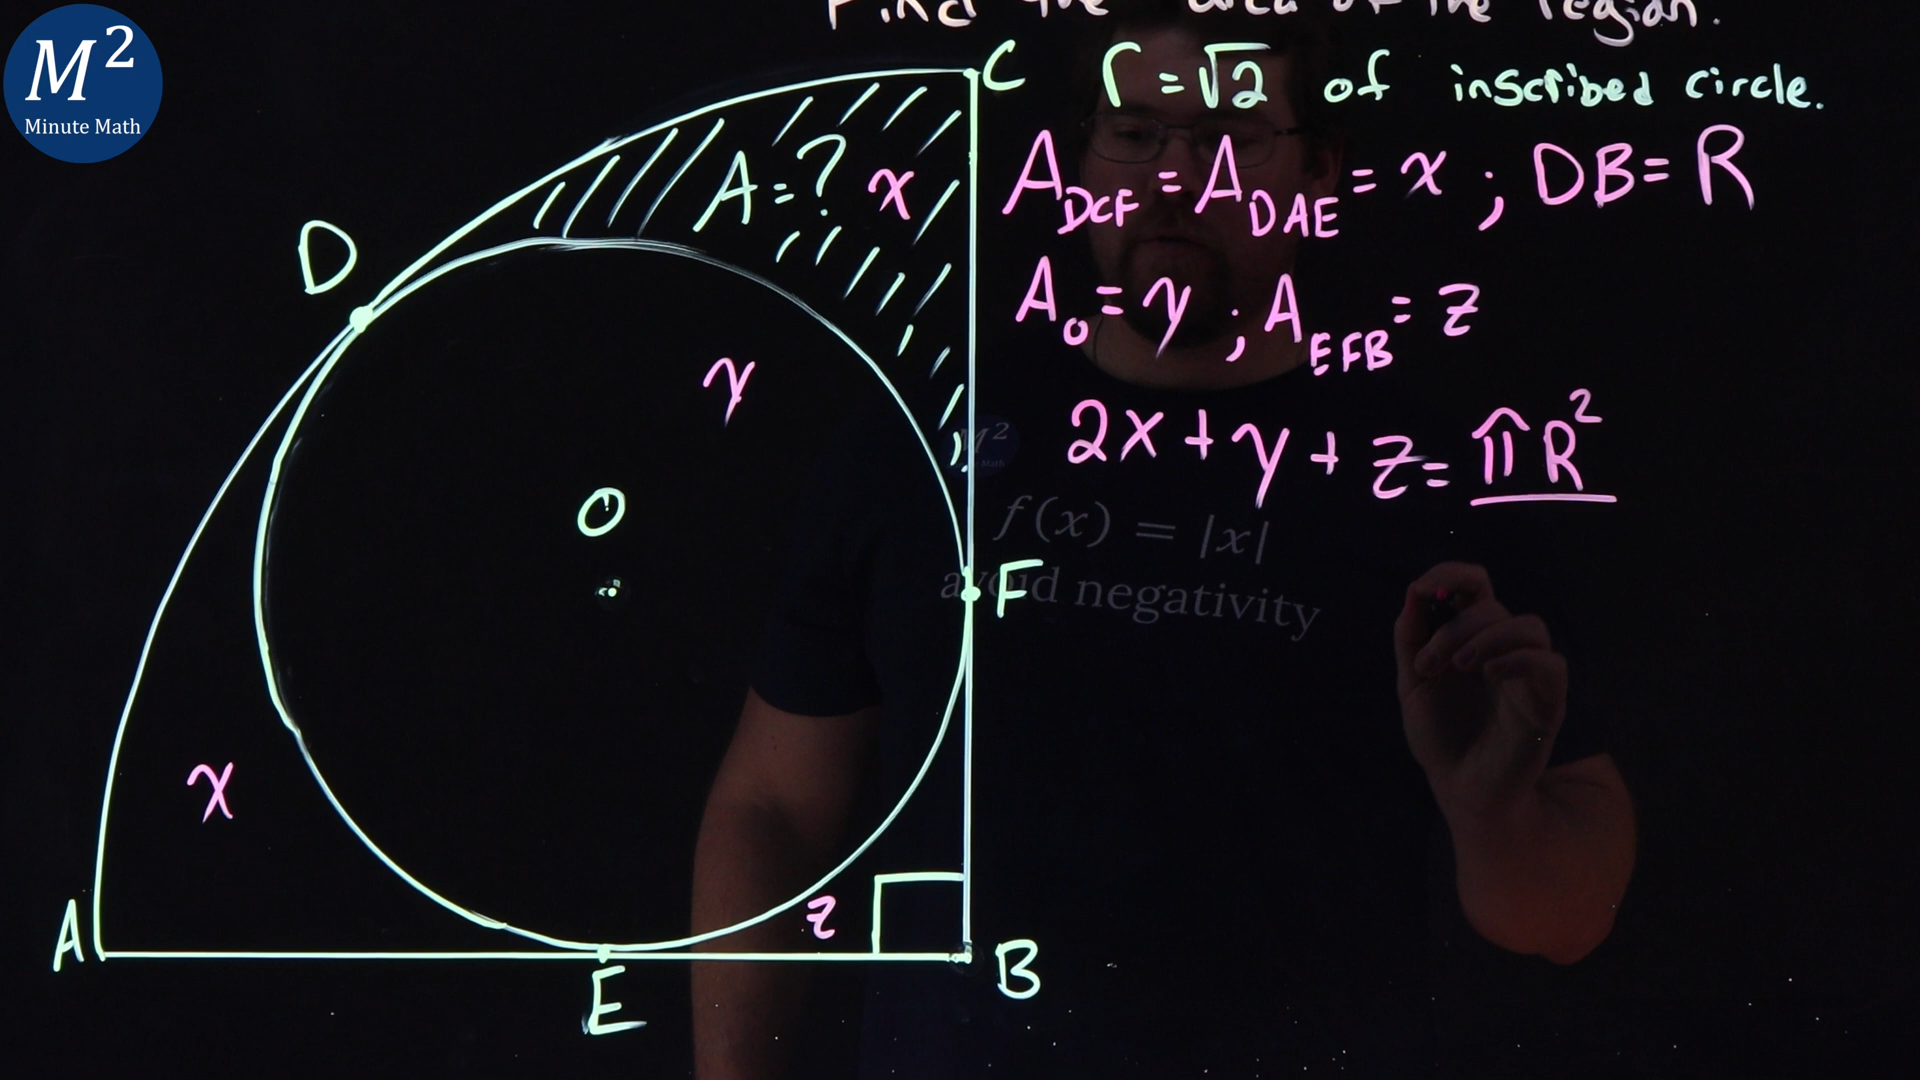 M²
Minute Math
Find the area of the region.
r = √2 of inscribed circle.
A_DCF = A_DAE = x ; DB = R
A_O = y ; A_EFB = z
2x + y + z = πR²
C
A = ?
x
D
y
O
F
x
z
A
E
B
M²
f(x) = |x|
avoid negativity